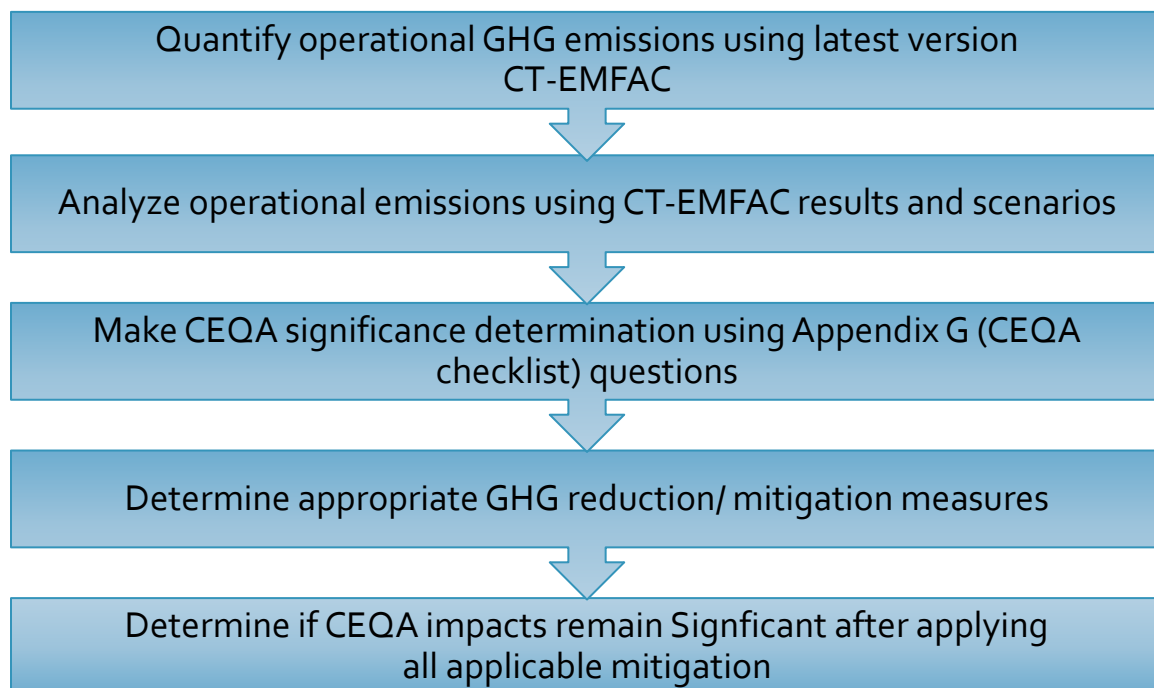 Quantify operational GHG emissions using latest version
CT-EMFAC
Analyze operational emissions using CT-EMFAC results and scenarios
Make CEQA significance determination using Appendix G (CEQA
checklist) questions
Determine appropriate GHG reduction/ mitigation measures
Determine if CEQA impacts remain Signficant after applying
all applicable mitigation